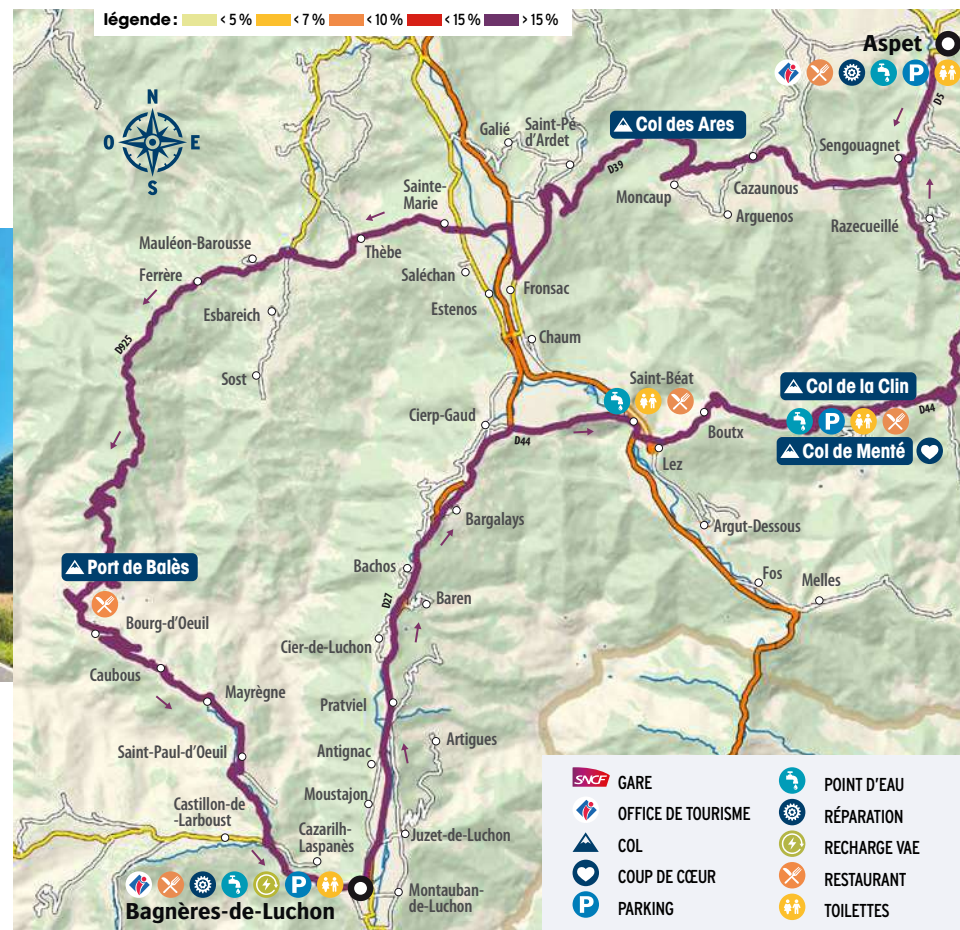 légende : < 5 % < 7 % < 10 % < 15 % > 15 %
Aspet
D5
N
O E
S
Galié
Saint-Pé-
d'Ardet
Col des Ares
D39
Sengouagnet
Moncaup
Cazaunous
Arguenos
Razecueillé
Sainte-
Marie
Thèbe
Mauléon-Barousse
Ferrère
Saléchan
Fronsac
Estenos
Esbareich
D925
Chaum
Sost
Saint-Béat
Col de la Clin
D44
Cierp-Gaud
D44
Boutx
Col de Menté
Lez
Bargalays
Argut-Dessous
Bachos
Fos
Melles
Port de Balès
D27
Baren
Bourg-d'Oeuil
Cier-de-Luchon
Caubous
Mayrègne
Pratviel
Saint-Paul-d'Oeuil
Antignac
Artigues
Moustajon
Castillon-de
-Larboust
Cazarilh-
Laspanès
Juzet-de-Luchon
Bagnères-de-Luchon
Montauban-
de-Luchon
SNCF GARE
OFFICE DE TOURISME
COL
COUP DE CŒUR
P PARKING
POINT D'EAU
RÉPARATION
RECHARGE VAE
RESTAURANT
TOILETTES